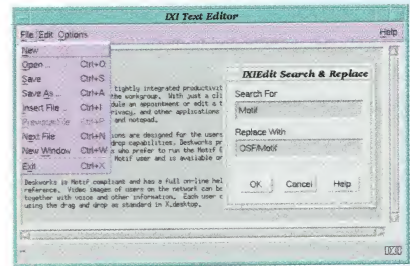 IXI Text Editor
File Edit Options Help
New
Open... Ctrl+O
Save Ctrl+S
Save As... Ctrl+A
Insert File... Ctrl+I
Previous File Ctrl+P
Next File Ctrl+N
New Window Ctrl+W
Exit Ctrl+X
tightly integrated productivit
the workgroup. With just a cli
dule an appointment or edit a t
rivacy, and other applications
and notepad.
ons are designed for the users
drop capabilities. Deskworks pr
s who prefer to run the Motif
Motif user and is available or
Deskworks is Motif compliant and has a full on-line hel
reference. Video images of users on the network can be
together with voice and other information. Each user c
using the drag and drop as standard in X.desktop.
IXIEdit Search & Replace
Search For
Motif
Replace With
OSF/Motif
OK Cancel Help